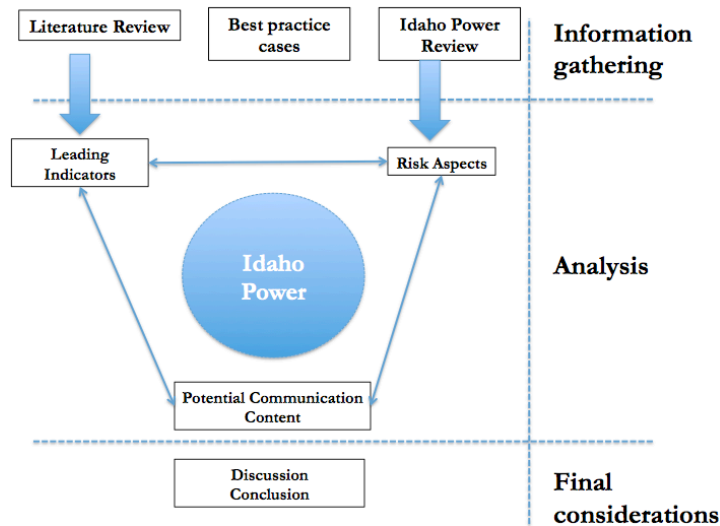 Literature Review
Best practice
cases
Idaho Power
Review
Information
gathering
Leading
Indicators
Risk Aspects
Idaho
Power
Analysis
Potential Communication
Content
Discussion
Conclusion
Final
considerations